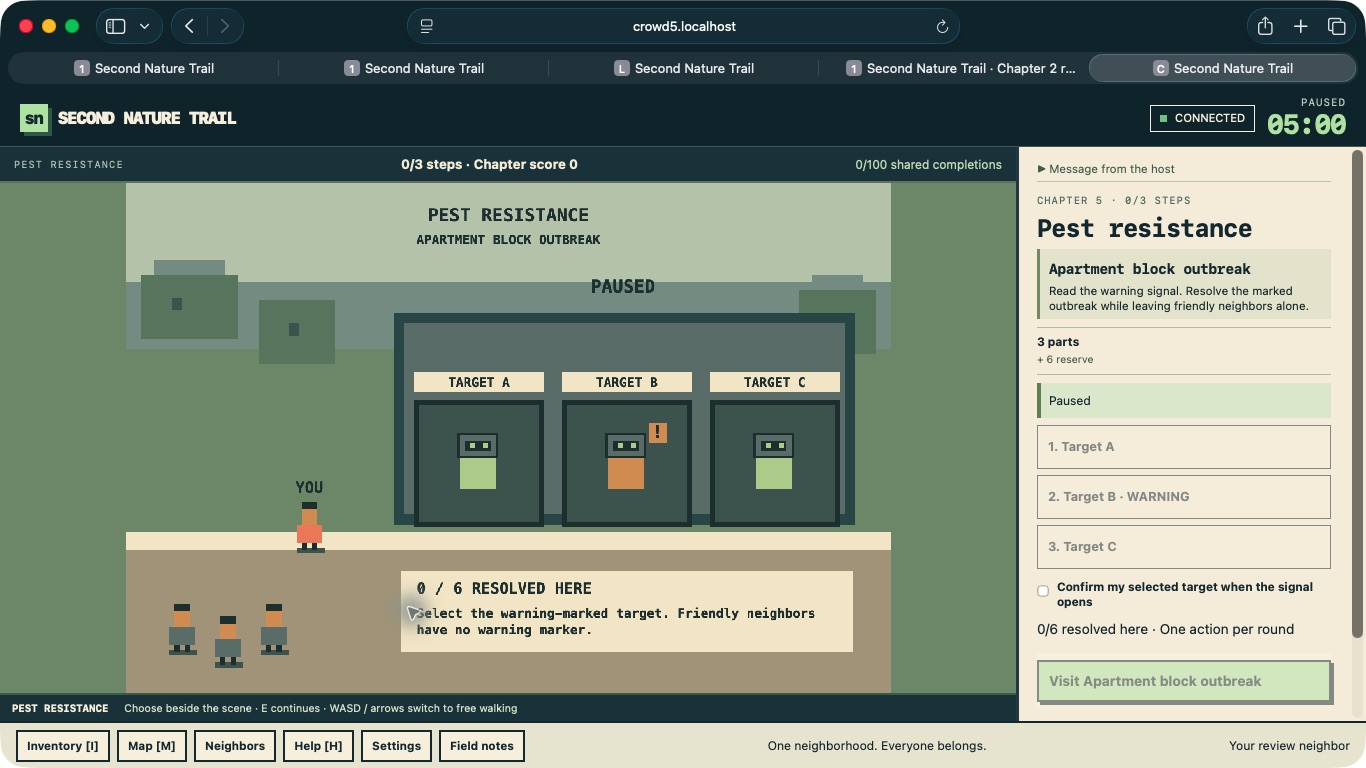 crowd5.localhost
1 Second Nature Trail
1 Second Nature Trail
L Second Nature Trail
1 Second Nature Trail · Chapter 2 r...
C Second Nature Trail
sn SECOND NATURE TRAIL
CONNECTED
PAUSED
05:00
PEST RESISTANCE
0/3 steps · Chapter score 0
0/100 shared completions
PEST RESISTANCE
APARTMENT BLOCK OUTBREAK
PAUSED
TARGET A
TARGET B
TARGET C
!
YOU
0 / 6 RESOLVED HERE
Select the warning-marked target. Friendly neighbors
have no warning marker.
PEST RESISTANCE
Choose beside the scene · E continues · WASD / arrows switch to free walking
Message from the host
CHAPTER 5 · 0/3 STEPS
Pest resistance
Apartment block outbreak
Read the warning signal. Resolve the marked
outbreak while leaving friendly neighbors alone.
3 parts
+ 6 reserve
Paused
1. Target A
2. Target B · WARNING
3. Target C
Confirm my selected target when the signal
opens
0/6 resolved here · One action per round
Visit Apartment block outbreak
Inventory [I]
Map [M]
Neighbors
Help [H]
Settings
Field notes
One neighborhood. Everyone belongs.
Your review neighbor